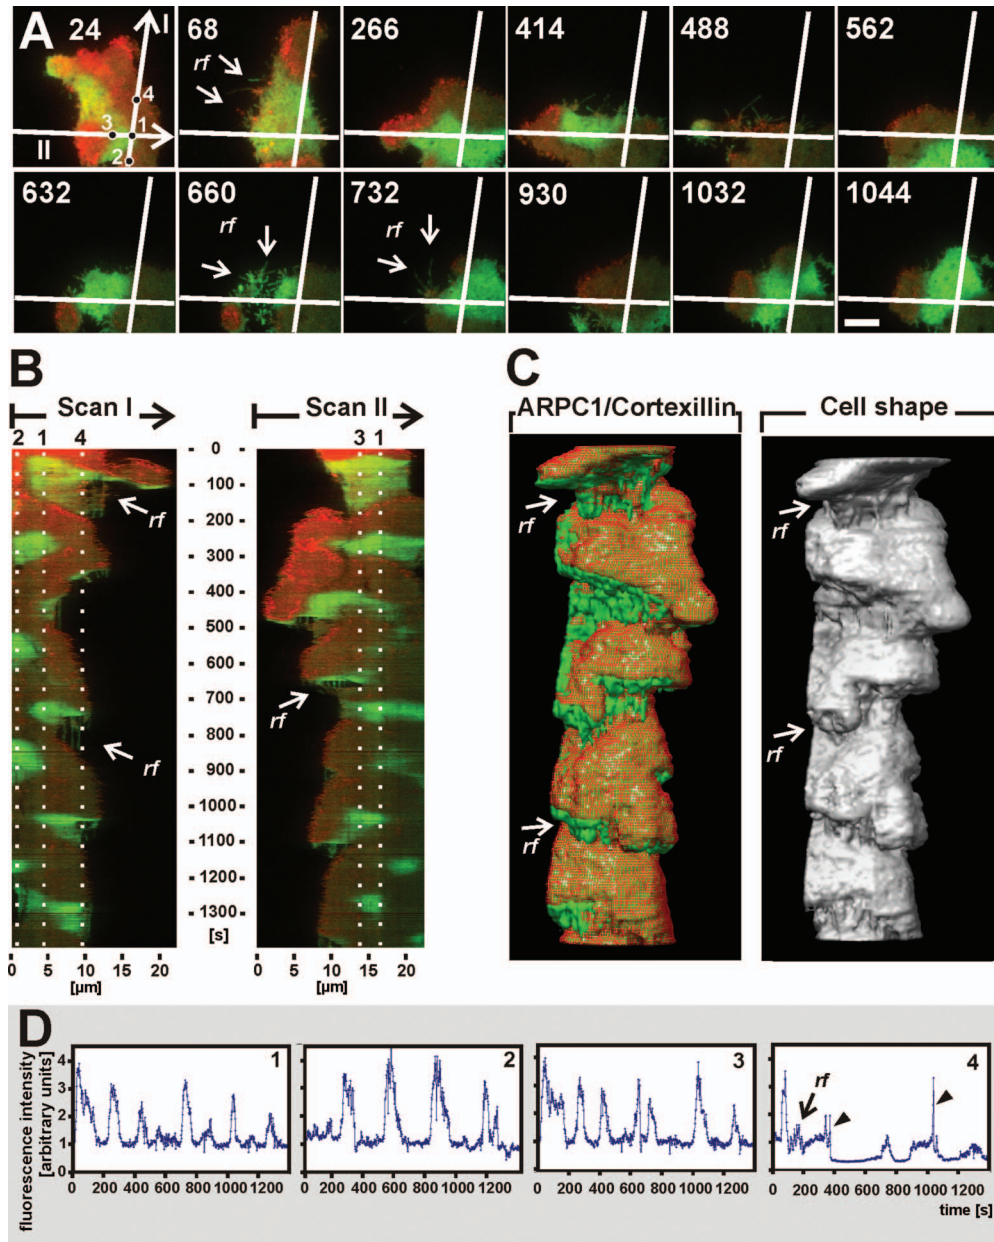 A
24
I
4
3
1
II
2
68
rf
266
414
488
562
632
660
rf
732
rf
930
1032
1044
B
Scan I
Scan II
2 1 4
3 1
0
100
200
300
400
500
600
700
800
900
1000
1100
1200
1300
[s]
rf
rf
rf
0 5 10 15 20
[µm]
0 5 10 15 20
[µm]
C
ARPC1/Cortexillin
Cell shape
rf
rf
rf
rf
D
fluorescence intensity
[arbitrary units]
4
3
2
1
0
1
2
3
4
rf
0 200 400 600 800 1000 1200
0 200 400 600 800 1000 1200
0 200 400 600 800 1000 1200
0 200 400 600 800 1000 1200
time [s]